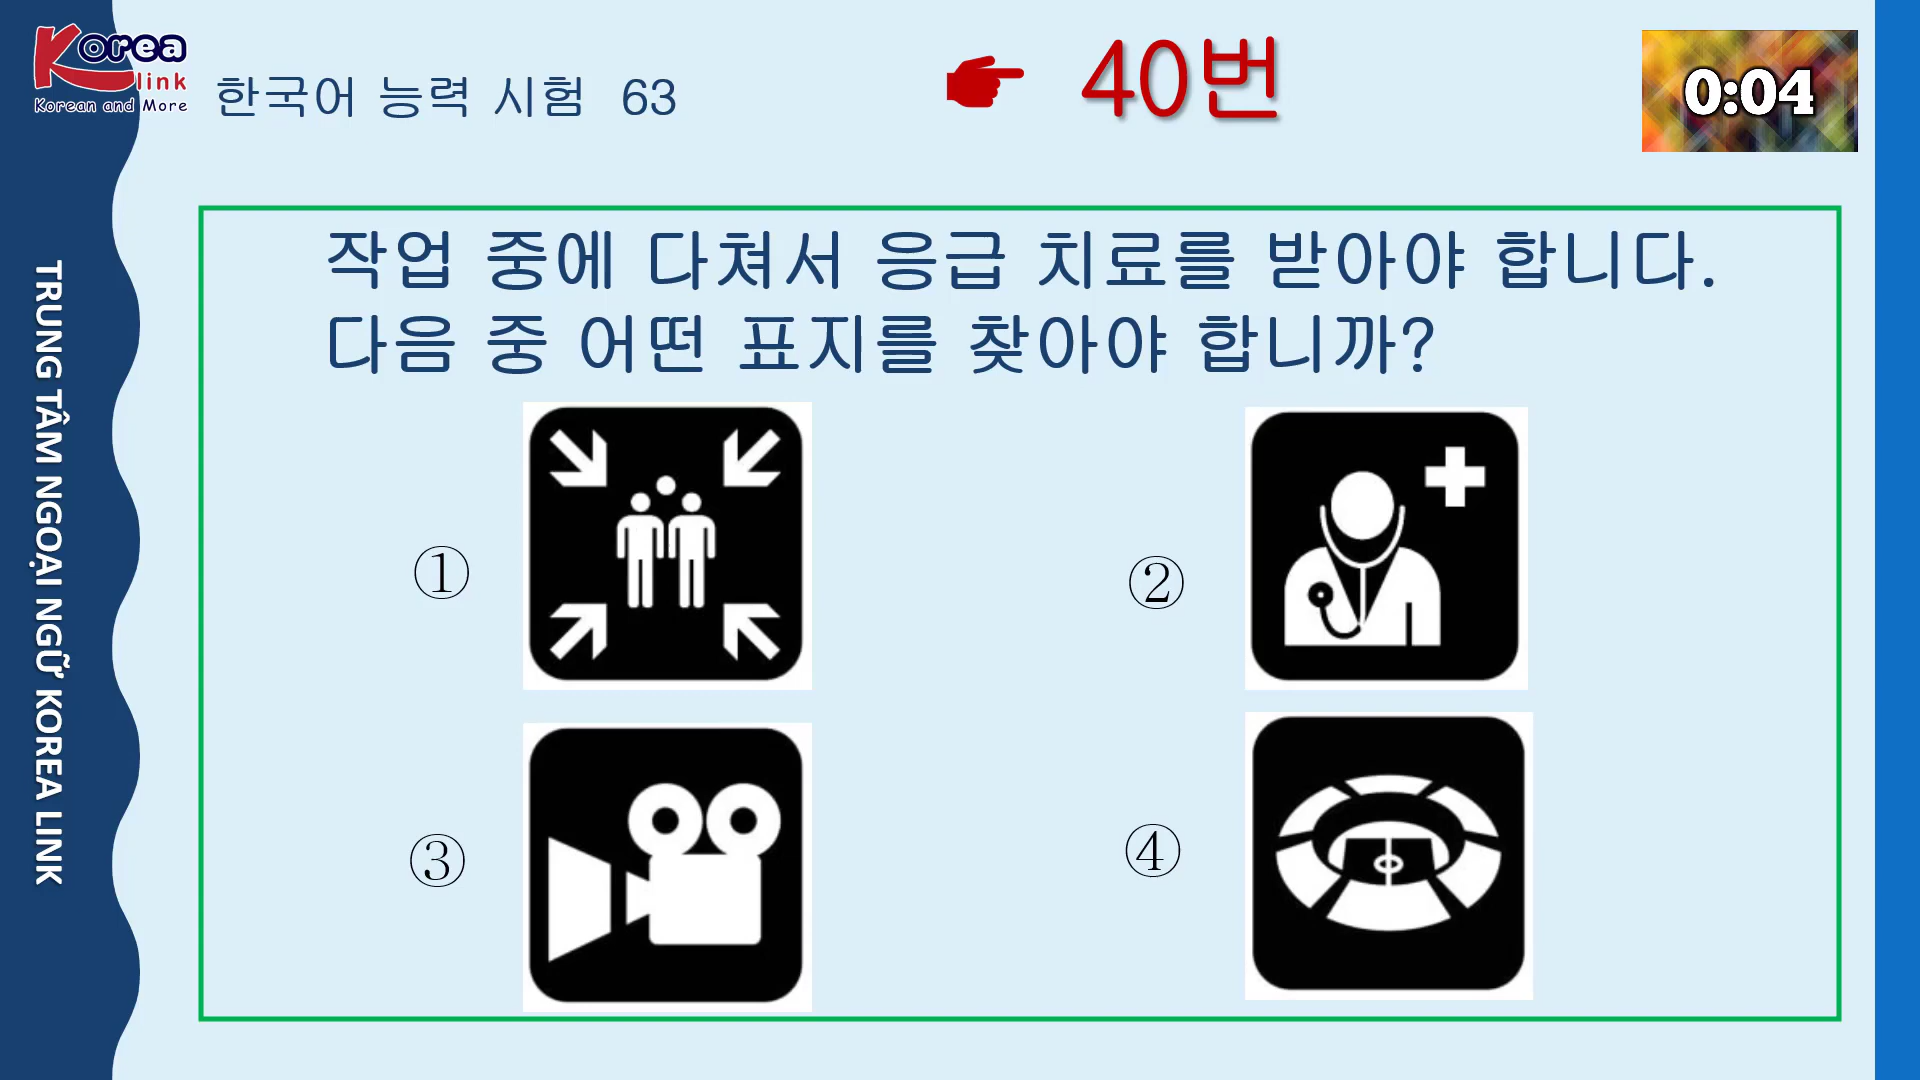 Korea
link
Korean and More
한국어 능력 시험 63
40번
0:04
TRUNG TÂM NGOẠI NGỮ KOREA LINK
작업 중에 다쳐서 응급 치료를 받아야 합니다.
다음 중 어떤 표지를 찾아야 합니까?
①
②
③
④